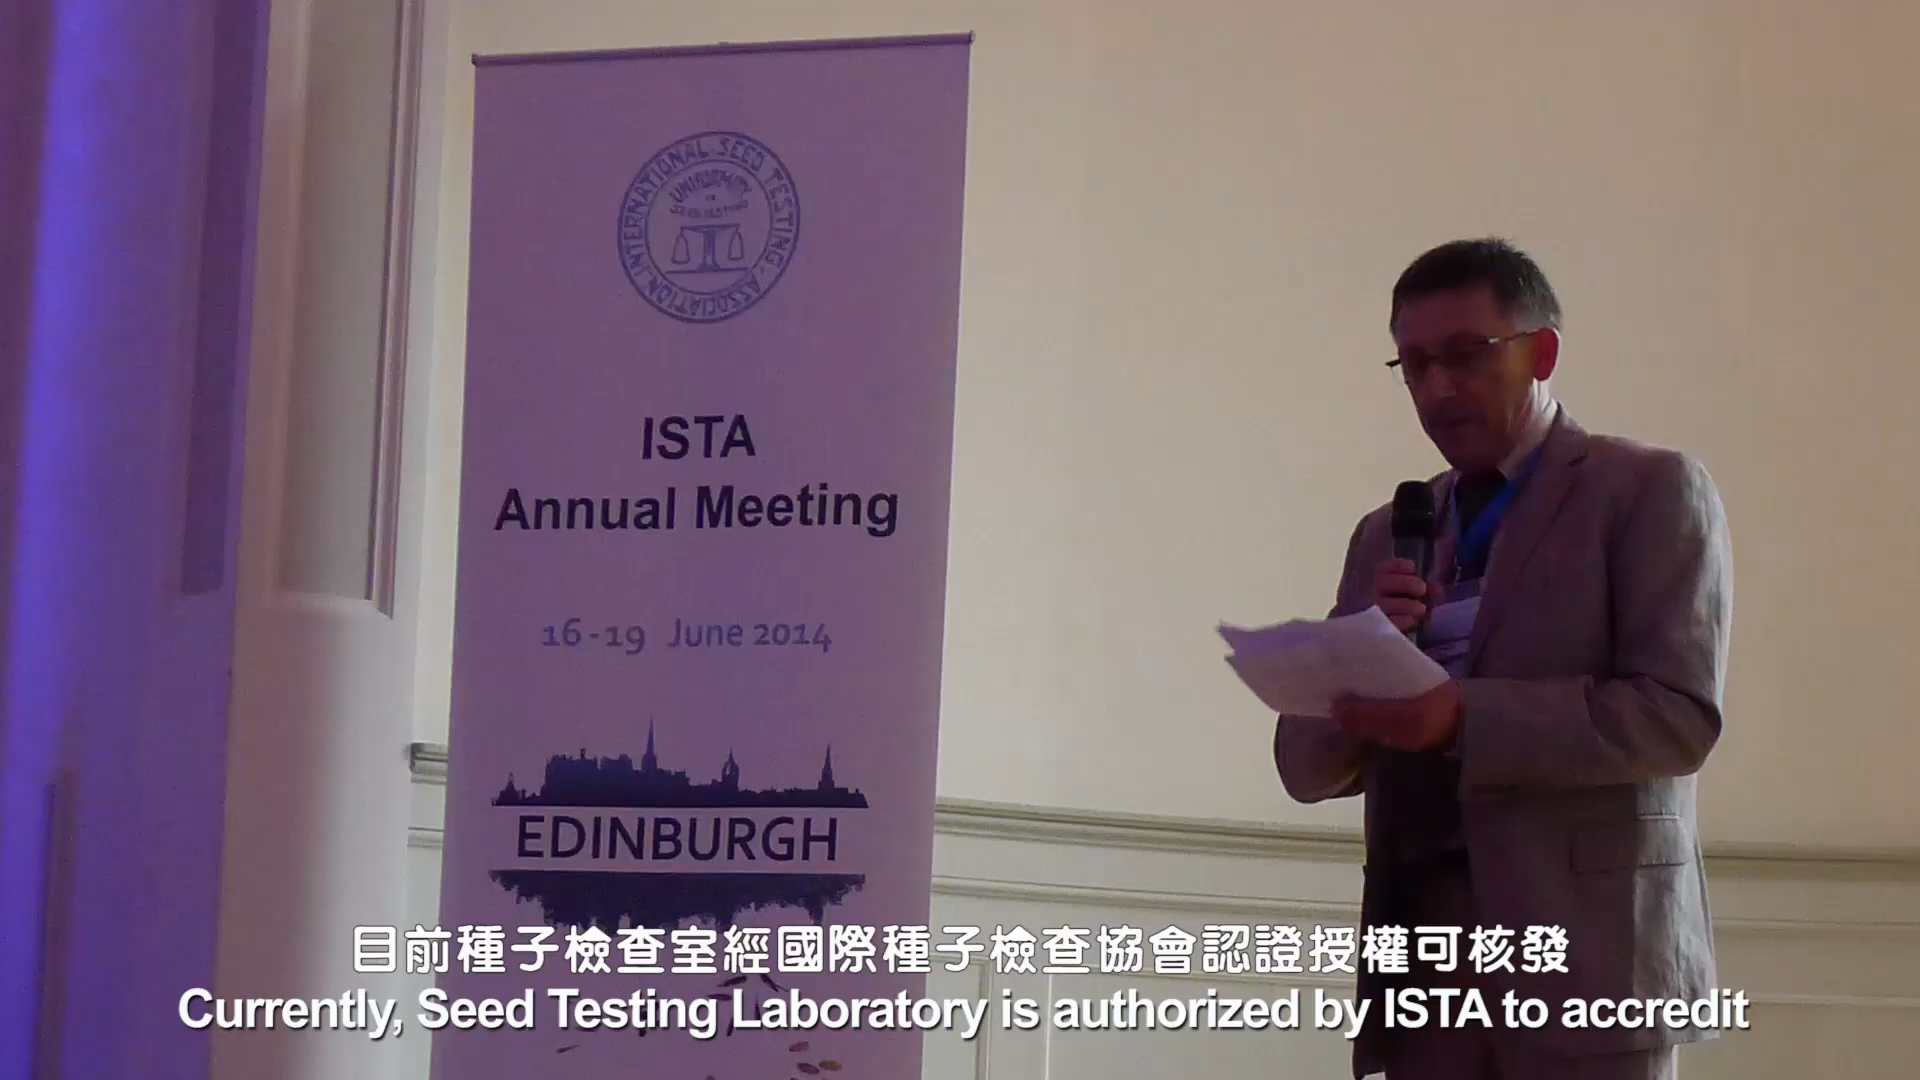 INTERNATIONAL SEED TESTING ASSOCIATION
UNIFORMITY
IN
SEED TESTING
ISTA
Annual Meeting
16-19 June 2014
EDINBURGH
目前種子檢查室經國際種子檢查協會認證授權可核發
Currently, Seed Testing Laboratory is authorized by ISTA to accredit